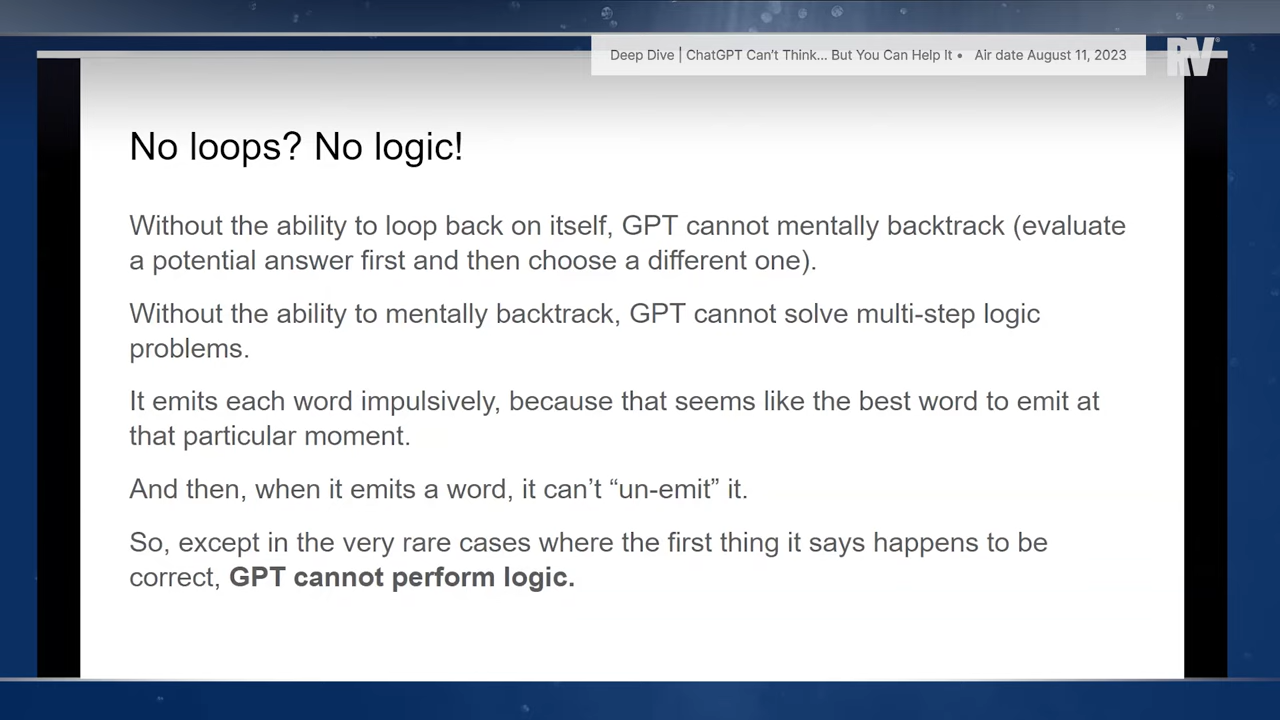 Deep Dive | ChatGPT Can't Think... But You Can Help It • Air date August 11, 2023
RV
No loops? No logic!
Without the ability to loop back on itself, GPT cannot mentally backtrack (evaluate
a potential answer first and then choose a different one).
Without the ability to mentally backtrack, GPT cannot solve multi-step logic
problems.
It emits each word impulsively, because that seems like the best word to emit at
that particular moment.
And then, when it emits a word, it can't “un-emit” it.
So, except in the very rare cases where the first thing it says happens to be
correct, GPT cannot perform logic.